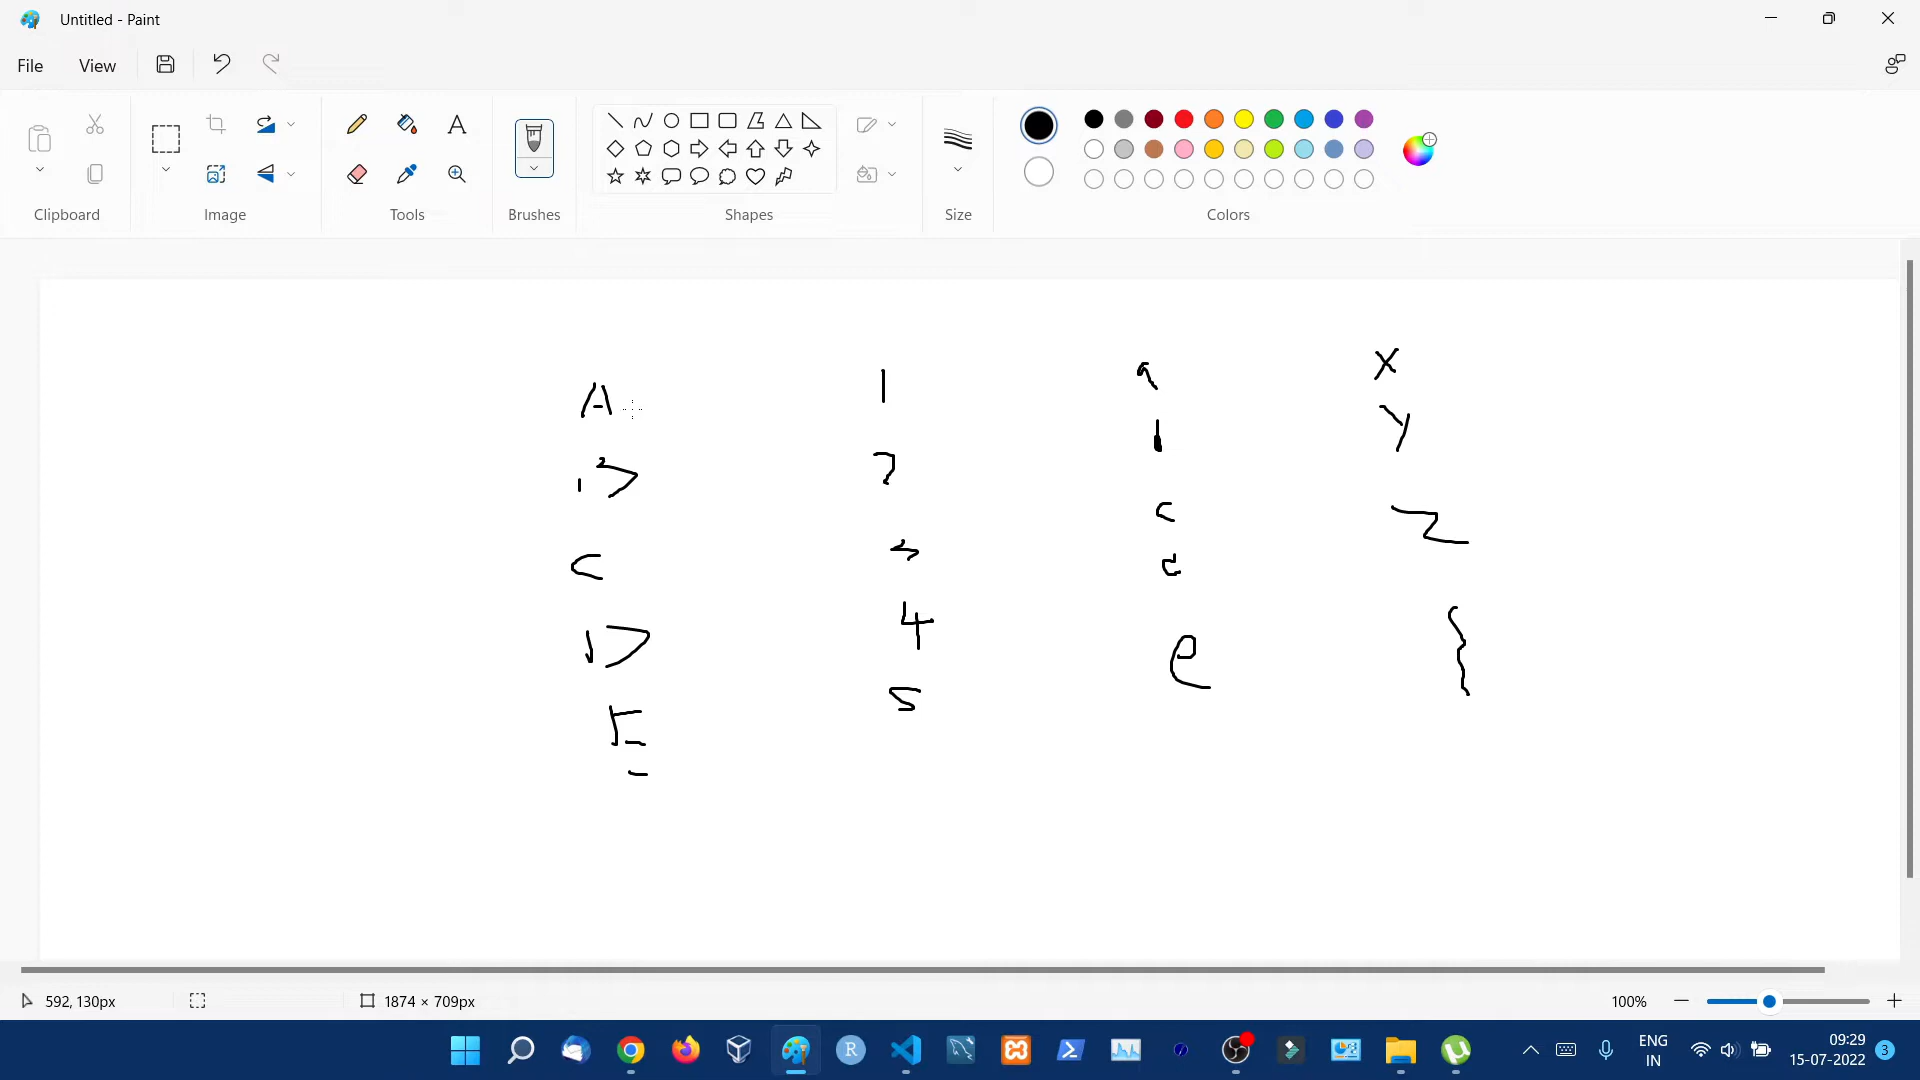 Untitled - Paint
File View
Clipboard Image Tools Brushes Shapes Size Colors
A 1 a x
2 y
c c z
D 3 d
4 e
E 5
592, 130px 1874 × 709px 100%
R
ENG 09:29
IN 15-07-2022 3